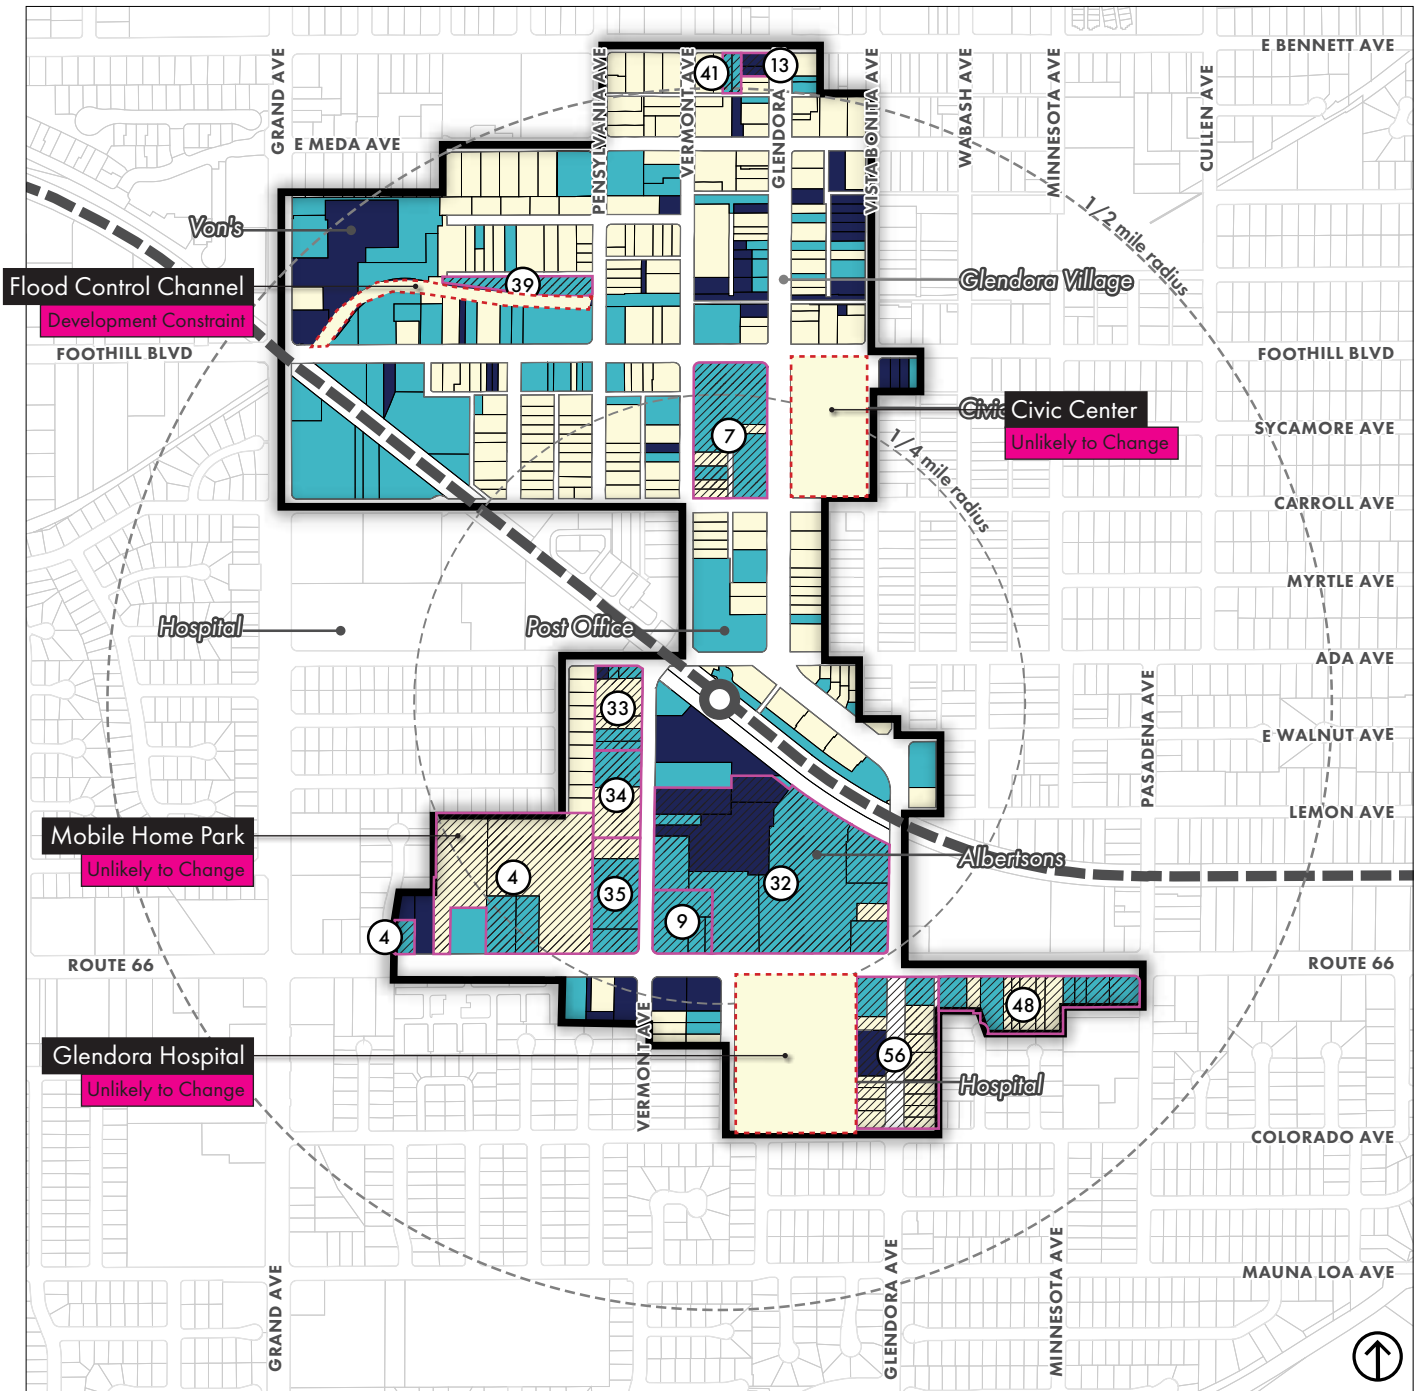 E BENNETT AVE
GRAND AVE
PENSYLVANIA AVE
VERMONT AVE
GLENDORA
VISTA BONITA AVE
WABASH AVE
MINNESOTA AVE
CULLEN AVE
41
13
E MEDA AVE
1/2 mile radius
Von's
Flood Control Channel
Development Constraint
39
Glendora Village
FOOTHILL BLVD
FOOTHILL BLVD
Civic
Civic Center
Unlikely to Change
SYCAMORE AVE
7
1/4 mile radius
CARROLL AVE
MYRTLE AVE
Hospital
Post Office
ADA AVE
PASADENA AVE
33
E WALNUT AVE
34
LEMON AVE
Mobile Home Park
Unlikely to Change
Albertsons
4
35
32
9
4
ROUTE 66
ROUTE 66
48
VERMONT AVE
Glendora Hospital
Unlikely to Change
56
Hospital
COLORADO AVE
GRAND AVE
GLENDORA AVE
MINNESOTA AVE
MAUNA LOA AVE